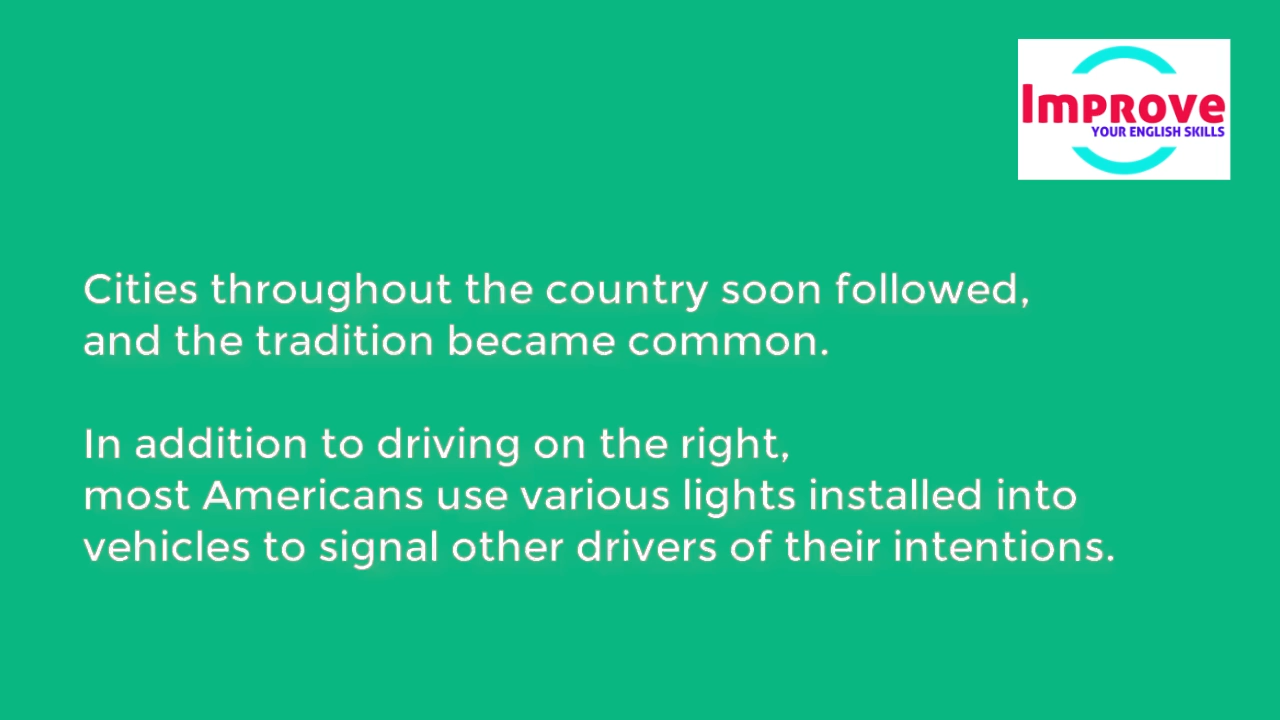 Improve
YOUR ENGLISH SKILLS
Cities throughout the country soon followed,
and the tradition became common.
In addition to driving on the right,
most Americans use various lights installed into
vehicles to signal other drivers of their intentions.